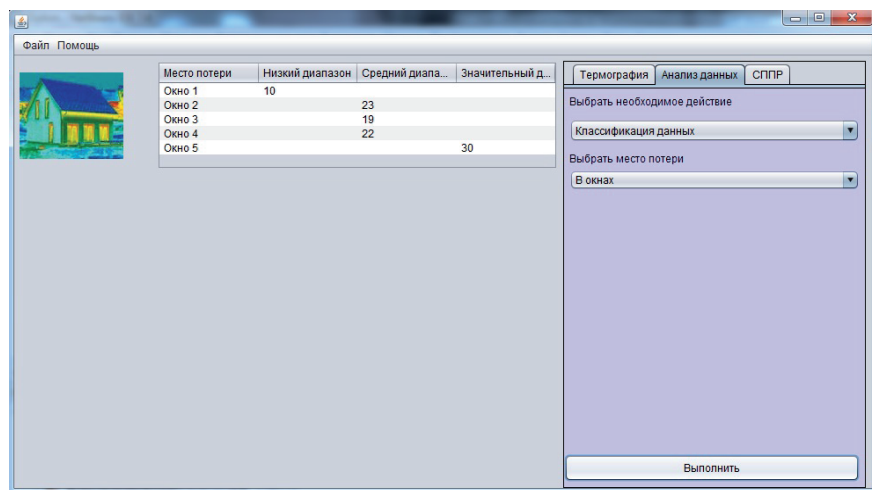 Файл Помощь
Место потери Низкий диапазон Средний диапа... Значительный д...
Окно 1 10
Окно 2 23
Окно 3 19
Окно 4 22
Окно 5 30
Термография Анализ данных СППР
Выбрать необходимое действие
Классификация данных
Выбрать место потери
В окнах
Выполнить